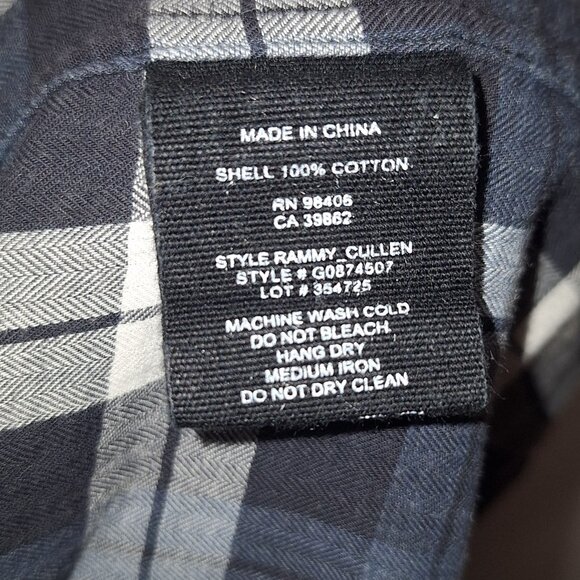 MADE IN CHINA
SHELL 100% COTTON
RN 98406
CA 39862
STYLE RAMMY_CULLEN
STYLE # G0874507
LOT # 354725
MACHINE WASH COLD
DO NOT BLEACH
HANG DRY
MEDIUM IRON
DO NOT DRY CLEAN